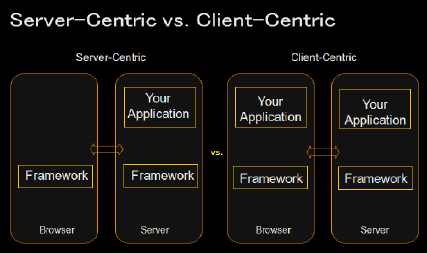 Server-Centric vs. Client-Centric
Server-Centric
Client-Centric
Your
Application
Framework
Framework
Browser
Server
vs.
Your
Application
Your
Application
Framework
Framework
Browser
Server